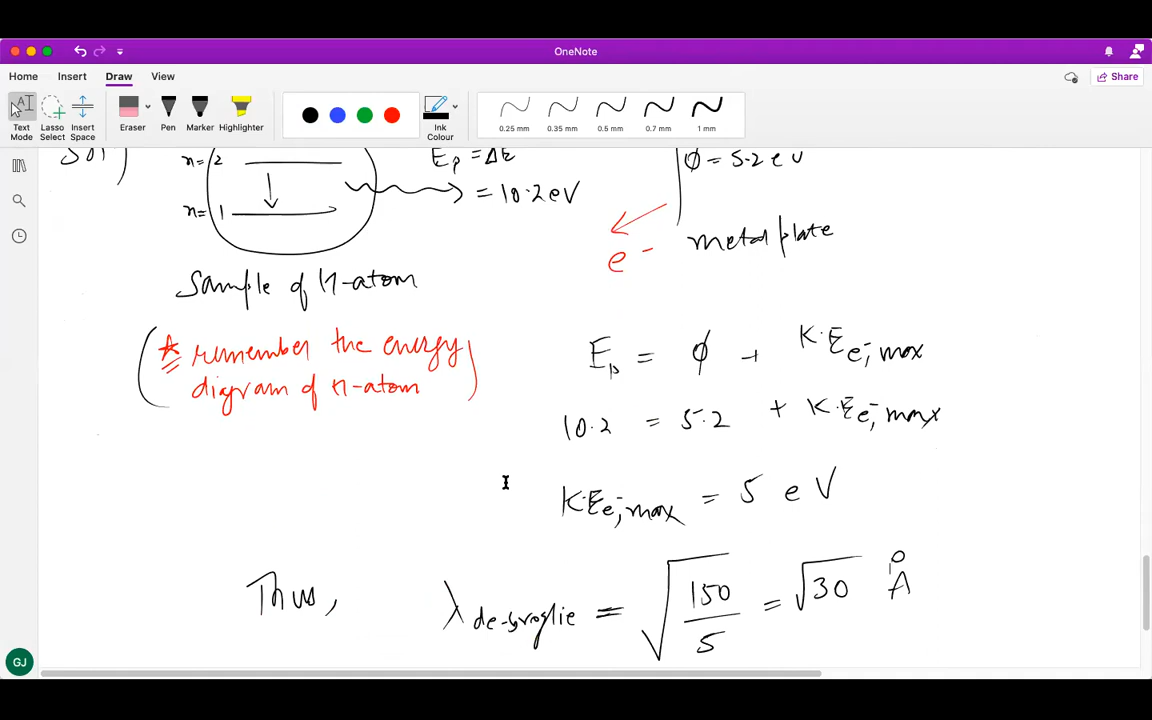 OneNote
Home Insert Draw View
Share
Text Mode
Lasso Select
Insert Space
Eraser
Pen
Marker
Highlighter
0.25 mm
0.35 mm
0.5 mm
0.7 mm
1 mm
Ink Colour
Sol)
n=2
Ep = ΔE
ϕ = 5.2 eV
n=1
= 10.2 eV
e-
metal plate
Sample of H-atom
(* remember the energy
diagram of H-atom)
Ep = ϕ + K.E e-, max
10.2 = 5.2 + K.E e-, max
K.E e-, max = 5 eV
Thus, λ de-broglie = √(150/5) = √30 Å
GJ